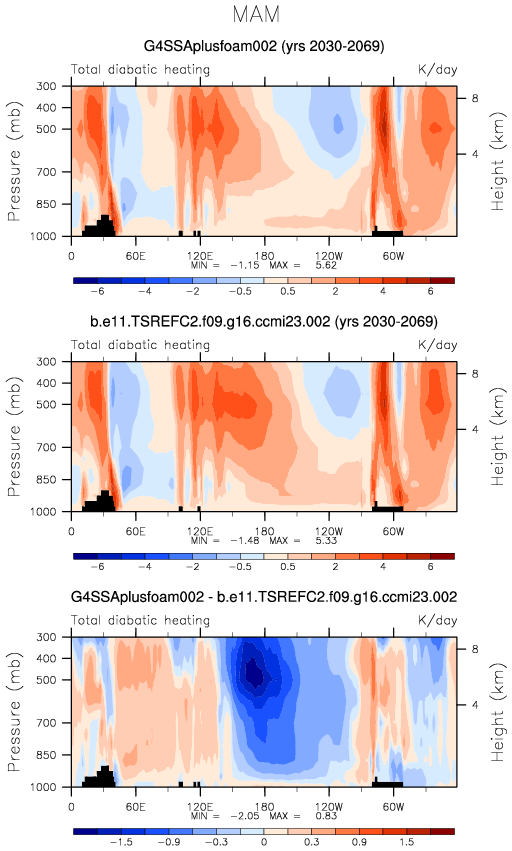 MAM
G4SSAplusfoam002 (yrs 2030-2069)
Total diabatic heating K/day
Pressure (mb)
300
400
500
700
850
1000
8
4
Height (km)
0 60E 120E 180 120W 60W
MIN = -1.15 MAX = 5.62
-6 -4 -2 -0.5 0.5 2 4 6
b.e11.TSREFC2.f09.g16.ccmi23.002 (yrs 2030-2069)
Total diabatic heating K/day
Pressure (mb)
300
400
500
700
850
1000
8
4
Height (km)
0 60E 120E 180 120W 60W
MIN = -1.48 MAX = 5.33
-6 -4 -2 -0.5 0.5 2 4 6
G4SSAplusfoam002 - b.e11.TSREFC2.f09.g16.ccmi23.002
Total diabatic heating K/day
Pressure (mb)
300
400
500
700
850
1000
8
4
Height (km)
0 60E 120E 180 120W 60W
MIN = -2.05 MAX = 0.83
-1.5 -0.9 -0.3 0 0.3 0.9 1.5